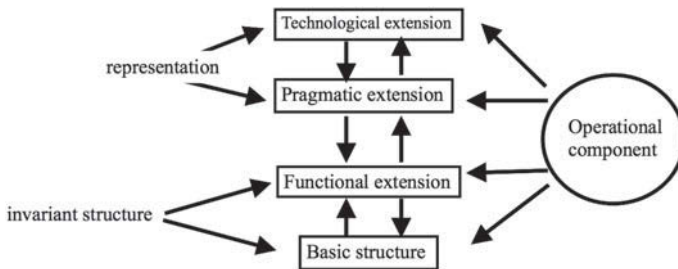 Technological extension
representation
Pragmatic extension
Operational
component
Functional extension
invariant structure
Basic structure